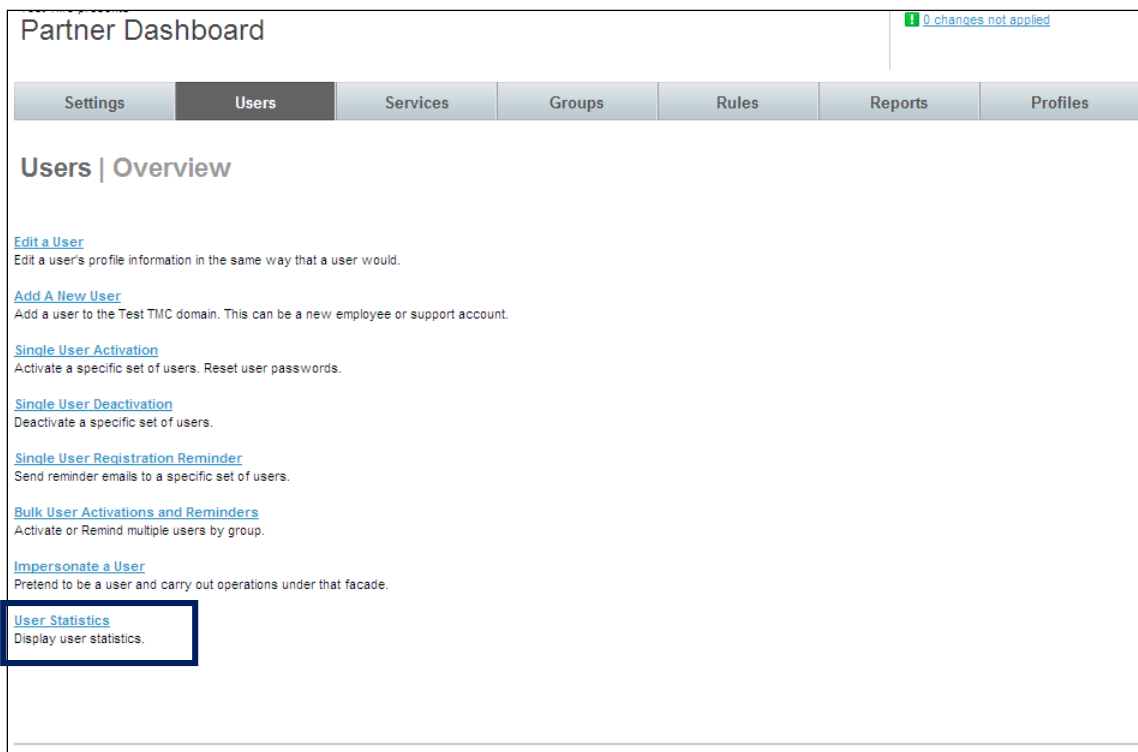 Partner Dashboard
0 changes not applied
Settings Users Services Groups Rules Reports Profiles
Users | Overview
Edit a User
Edit a user's profile information in the same way that a user would.
Add A New User
Add a user to the Test TMC domain. This can be a new employee or support account.
Single User Activation
Activate a specific set of users. Reset user passwords.
Single User Deactivation
Deactivate a specific set of users.
Single User Registration Reminder
Send reminder emails to a specific set of users.
Bulk User Activations and Reminders
Activate or Remind multiple users by group.
Impersonate a User
Pretend to be a user and carry out operations under that facade.
User Statistics
Display user statistics.